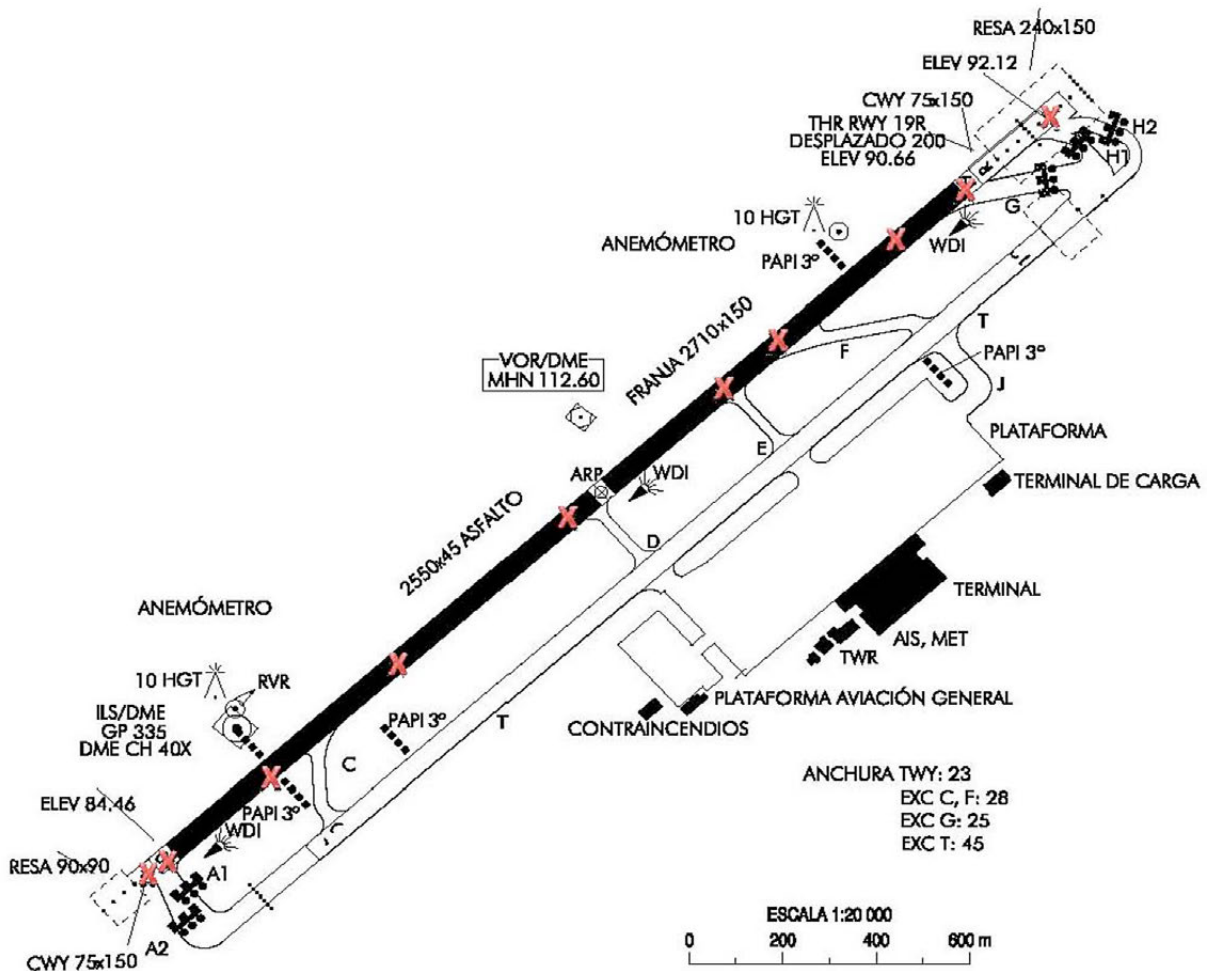 RESA 240x150
ELEV 92.12
CWY 75x150
THR RWY 19R
DESPLAZADO 200
ELEV 90.66
H2
H1
G
10 HGT
WDI
ANEMÓMETRO
PAPI 3º
T
F
PAPI 3º
J
FRANJA 2710x150
VOR/DME
MHN 112.60
PLATAFORMA
E
ARP
WDI
TERMINAL DE CARGA
2550x45 ASFALTO
D
TERMINAL
ANEMÓMETRO
AIS, MET
TWR
10 HGT
RVR
PLATAFORMA AVIACIÓN GENERAL
ILS/DME
GP 335
DME CH 40X
PAPI 3º
T
CONTRAINCENDIOS
C
ANCHURA TWY: 23
EXC C, F: 28
EXC G: 25
EXC T: 45
ELEV 84.46
PAPI 3º
WDI
RESA 90x90
A1
A2
CWY 75x150
ESCALA 1:20 000
0 200 400 600 m